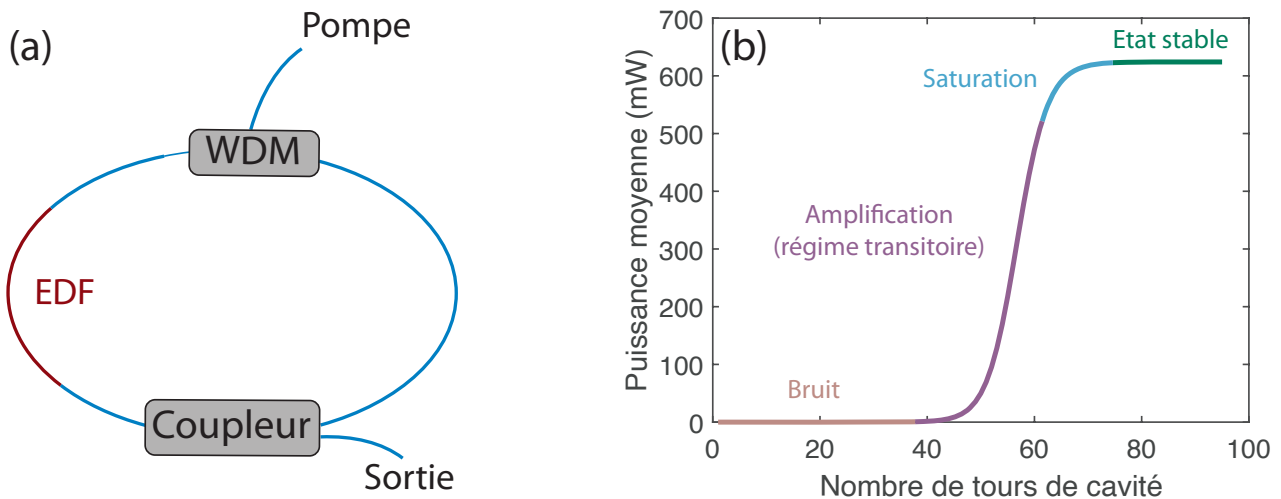 (a)
Pompe
WDM
EDF
Coupleur
Sortie
(b)
Puissance moyenne (mW)
700
600
500
400
300
200
100
0
Etat stable
Saturation
Amplification
(régime transitoire)
Bruit
0 20 40 60 80 100
Nombre de tours de cavité